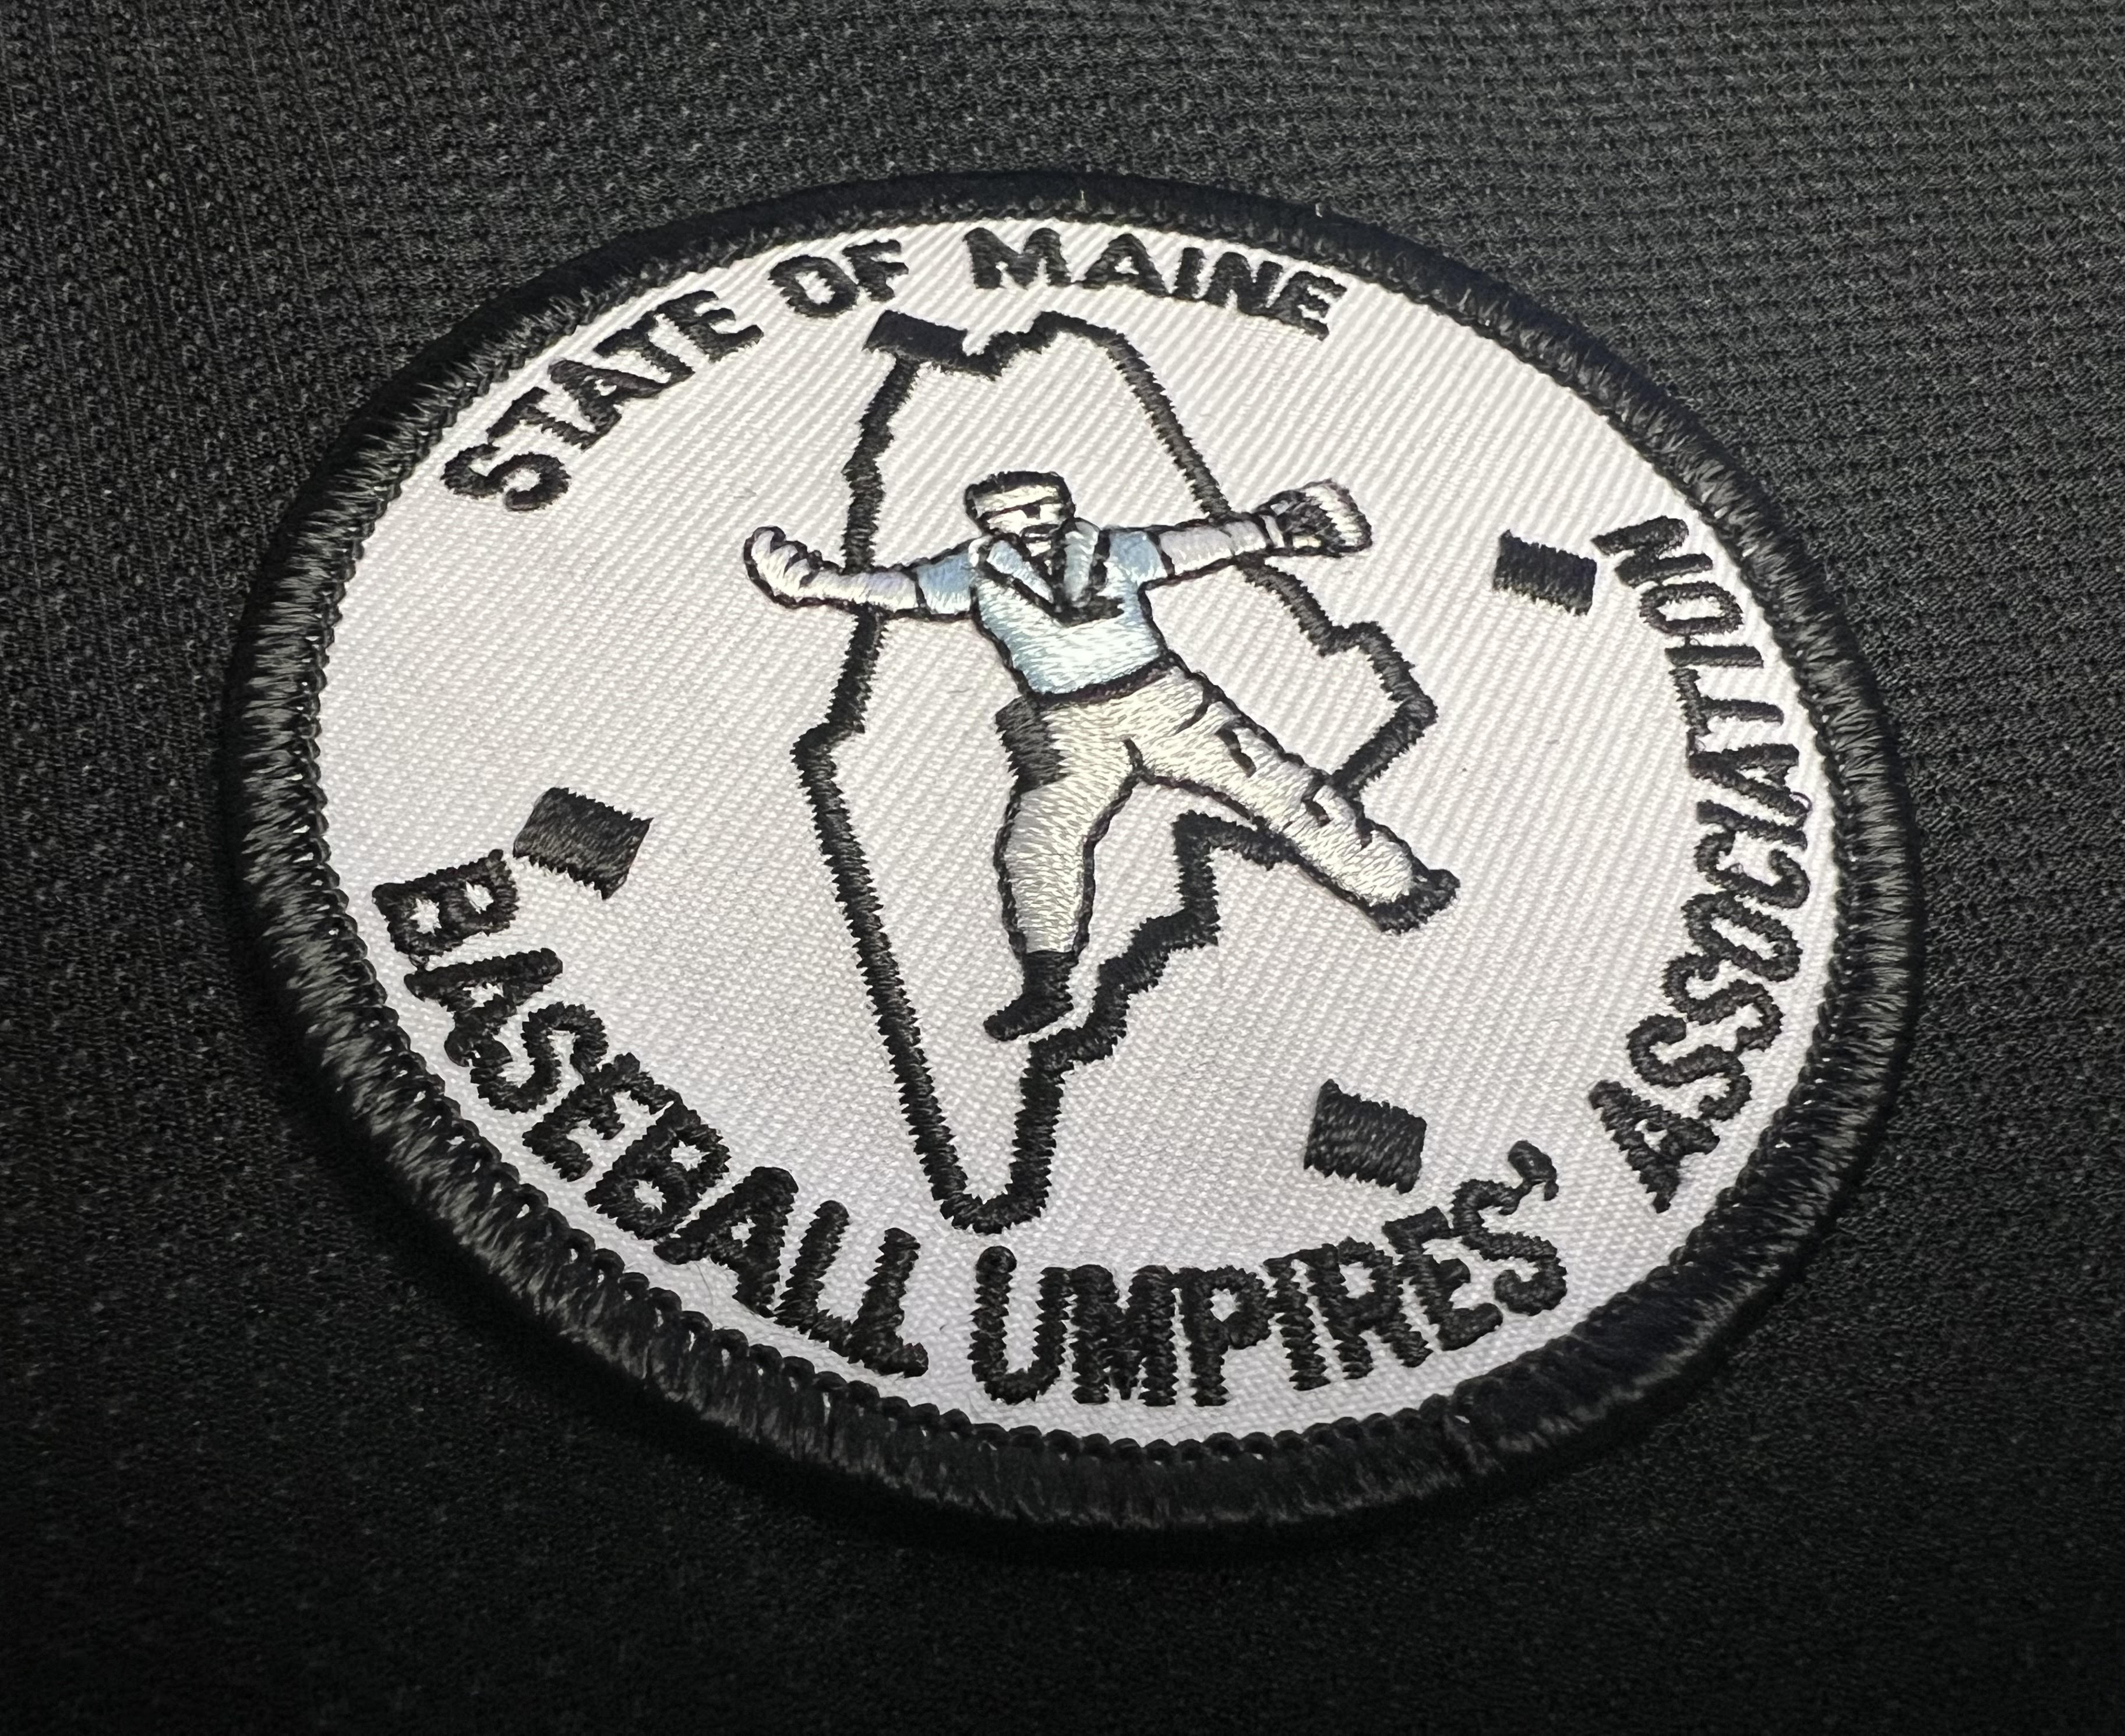 STATE OF MAINE
BASEBALL UMPIRES' ASSOCIATION